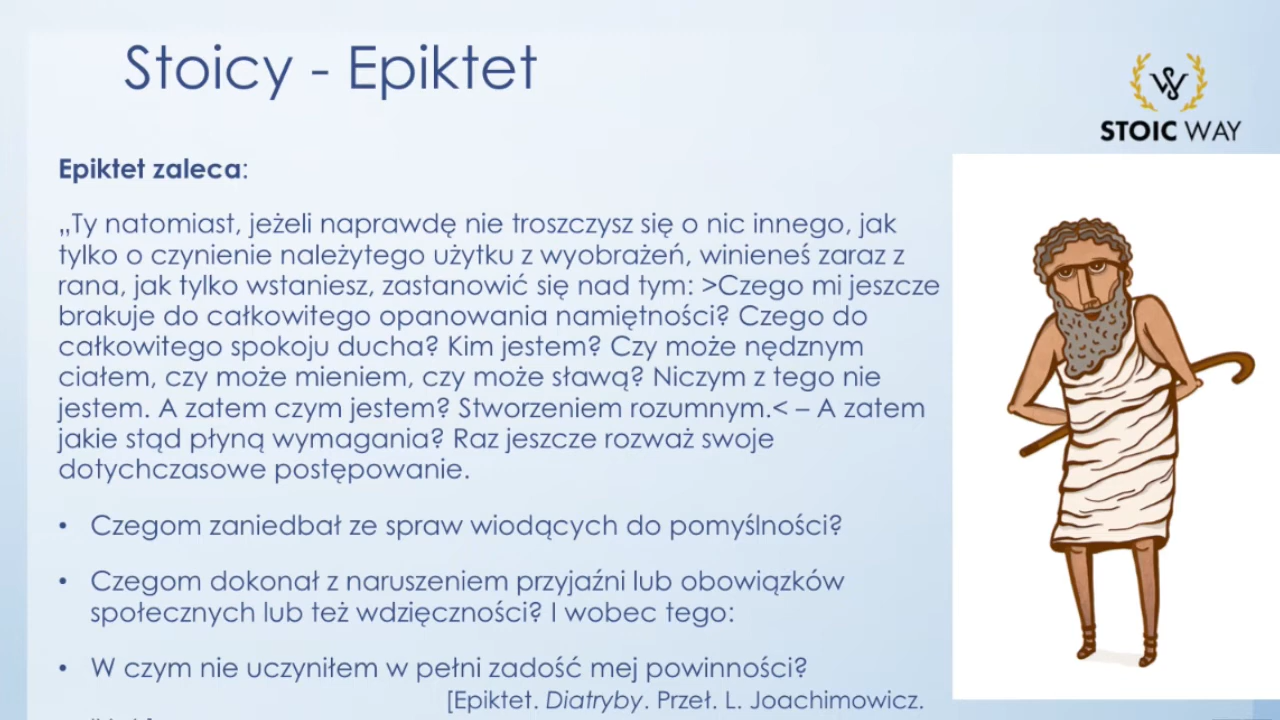 Stoicy - Epiktet
STOIC WAY
Epiktet zaleca:
„Ty natomiast, jeżeli naprawdę nie troszczysz się o nic innego, jak
tylko o czynienie należytego użytku z wyobrażeń, winieneś zaraz z
rana, jak tylko wstaniesz, zastanowić się nad tym: >Czego mi jeszcze
brakuje do całkowitego opanowania namiętności? Czego do
całkowitego spokoju ducha? Kim jestem? Czy może nędznym
ciałem, czy może mieniem, czy może sławą? Niczym z tego nie
jestem. A zatem czym jestem? Stworzeniem rozumnym.< – A zatem
jakie stąd płyną wymagania? Raz jeszcze rozważ swoje
dotychczasowe postępowanie.
• Czegom zaniedbał ze spraw wiodących do pomyślności?
• Czegom dokonał z naruszeniem przyjaźni lub obowiązków
społecznych lub też wdzięczności? I wobec tego:
• W czym nie uczyniłem w pełni zadość mej powinności?
[Epiktet. Diatryby. Przeł. L. Joachimowicz.